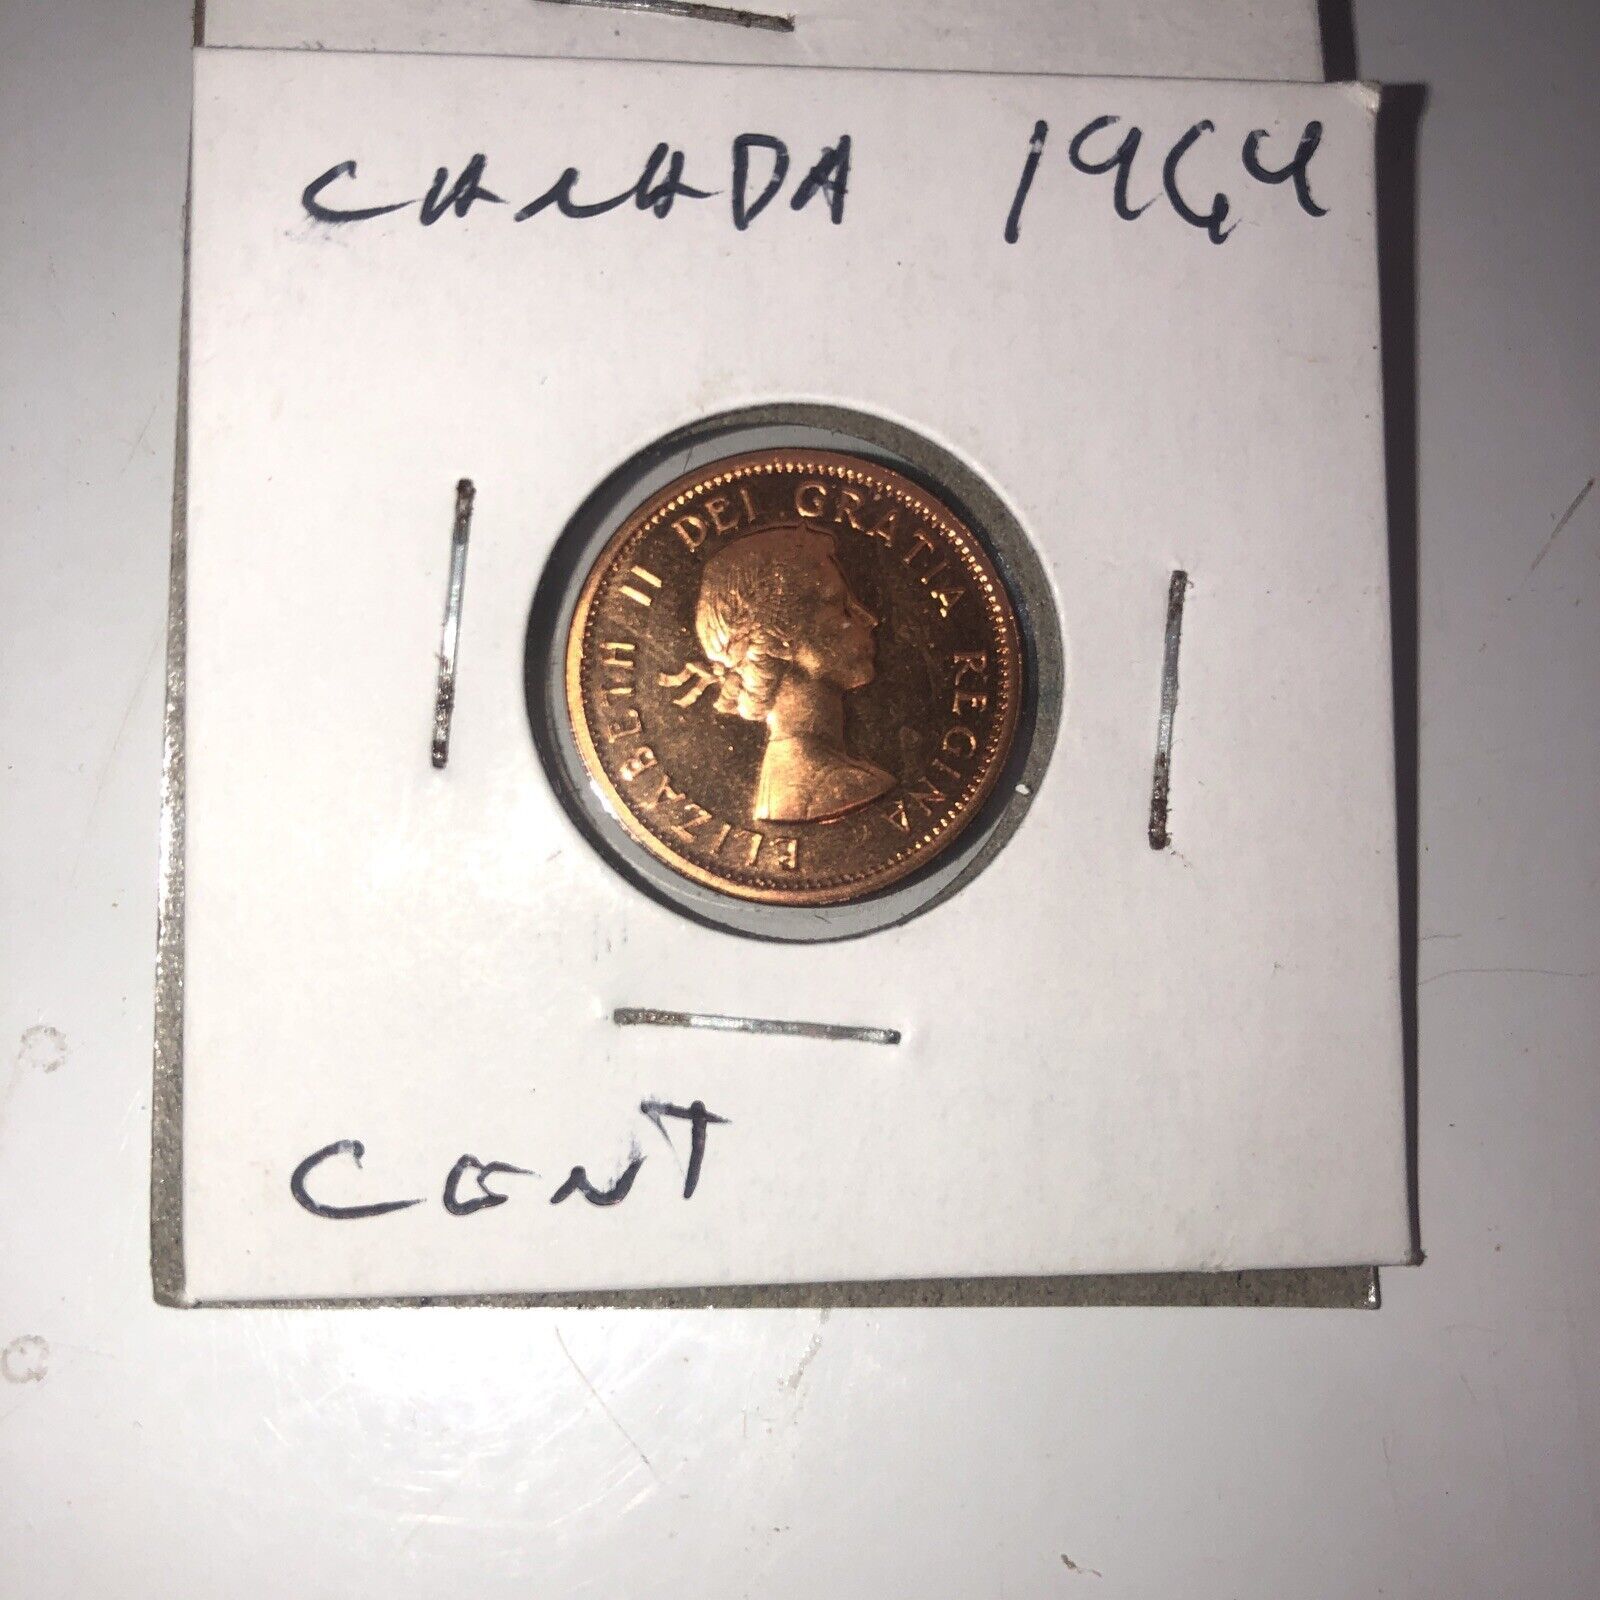 CANADA 1964
ELIZABETH II DEI GRATIA REGINA
CENT